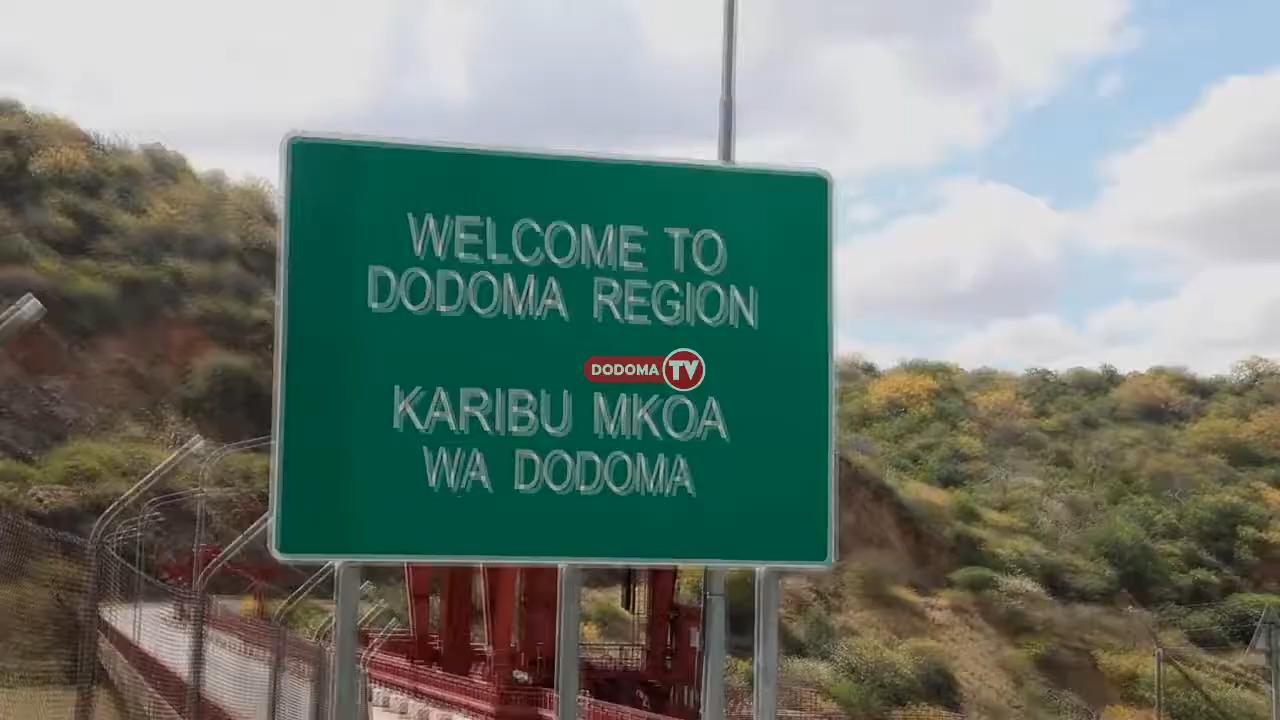 WELCOME TO
DODOMA REGION
DODOMA TV
KARIBU MKOA
WA DODOMA